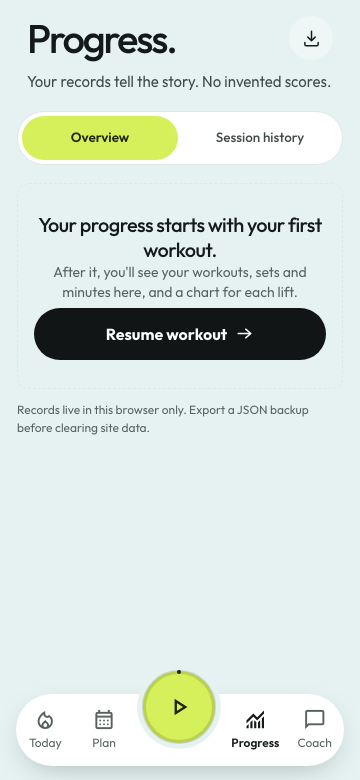 Progress.
Your records tell the story. No invented scores.
Overview
Session history
Your progress starts with your first
workout.
After it, you'll see your workouts, sets and
minutes here, and a chart for each lift.
Resume workout
Records live in this browser only. Export a JSON backup
before clearing site data.
Today
Plan
Progress
Coach